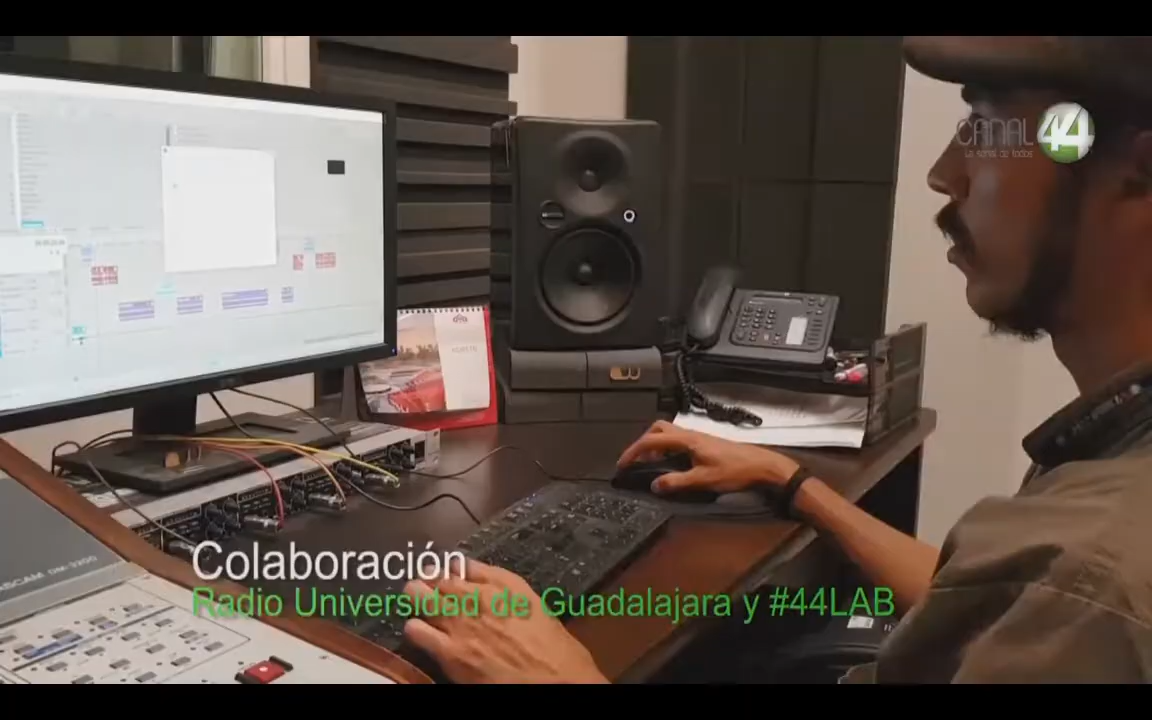 CANAL 44
La señal de todos
Colaboración
Radio Universidad de Guadalajara y #44LAB
TASCAM DM-3200